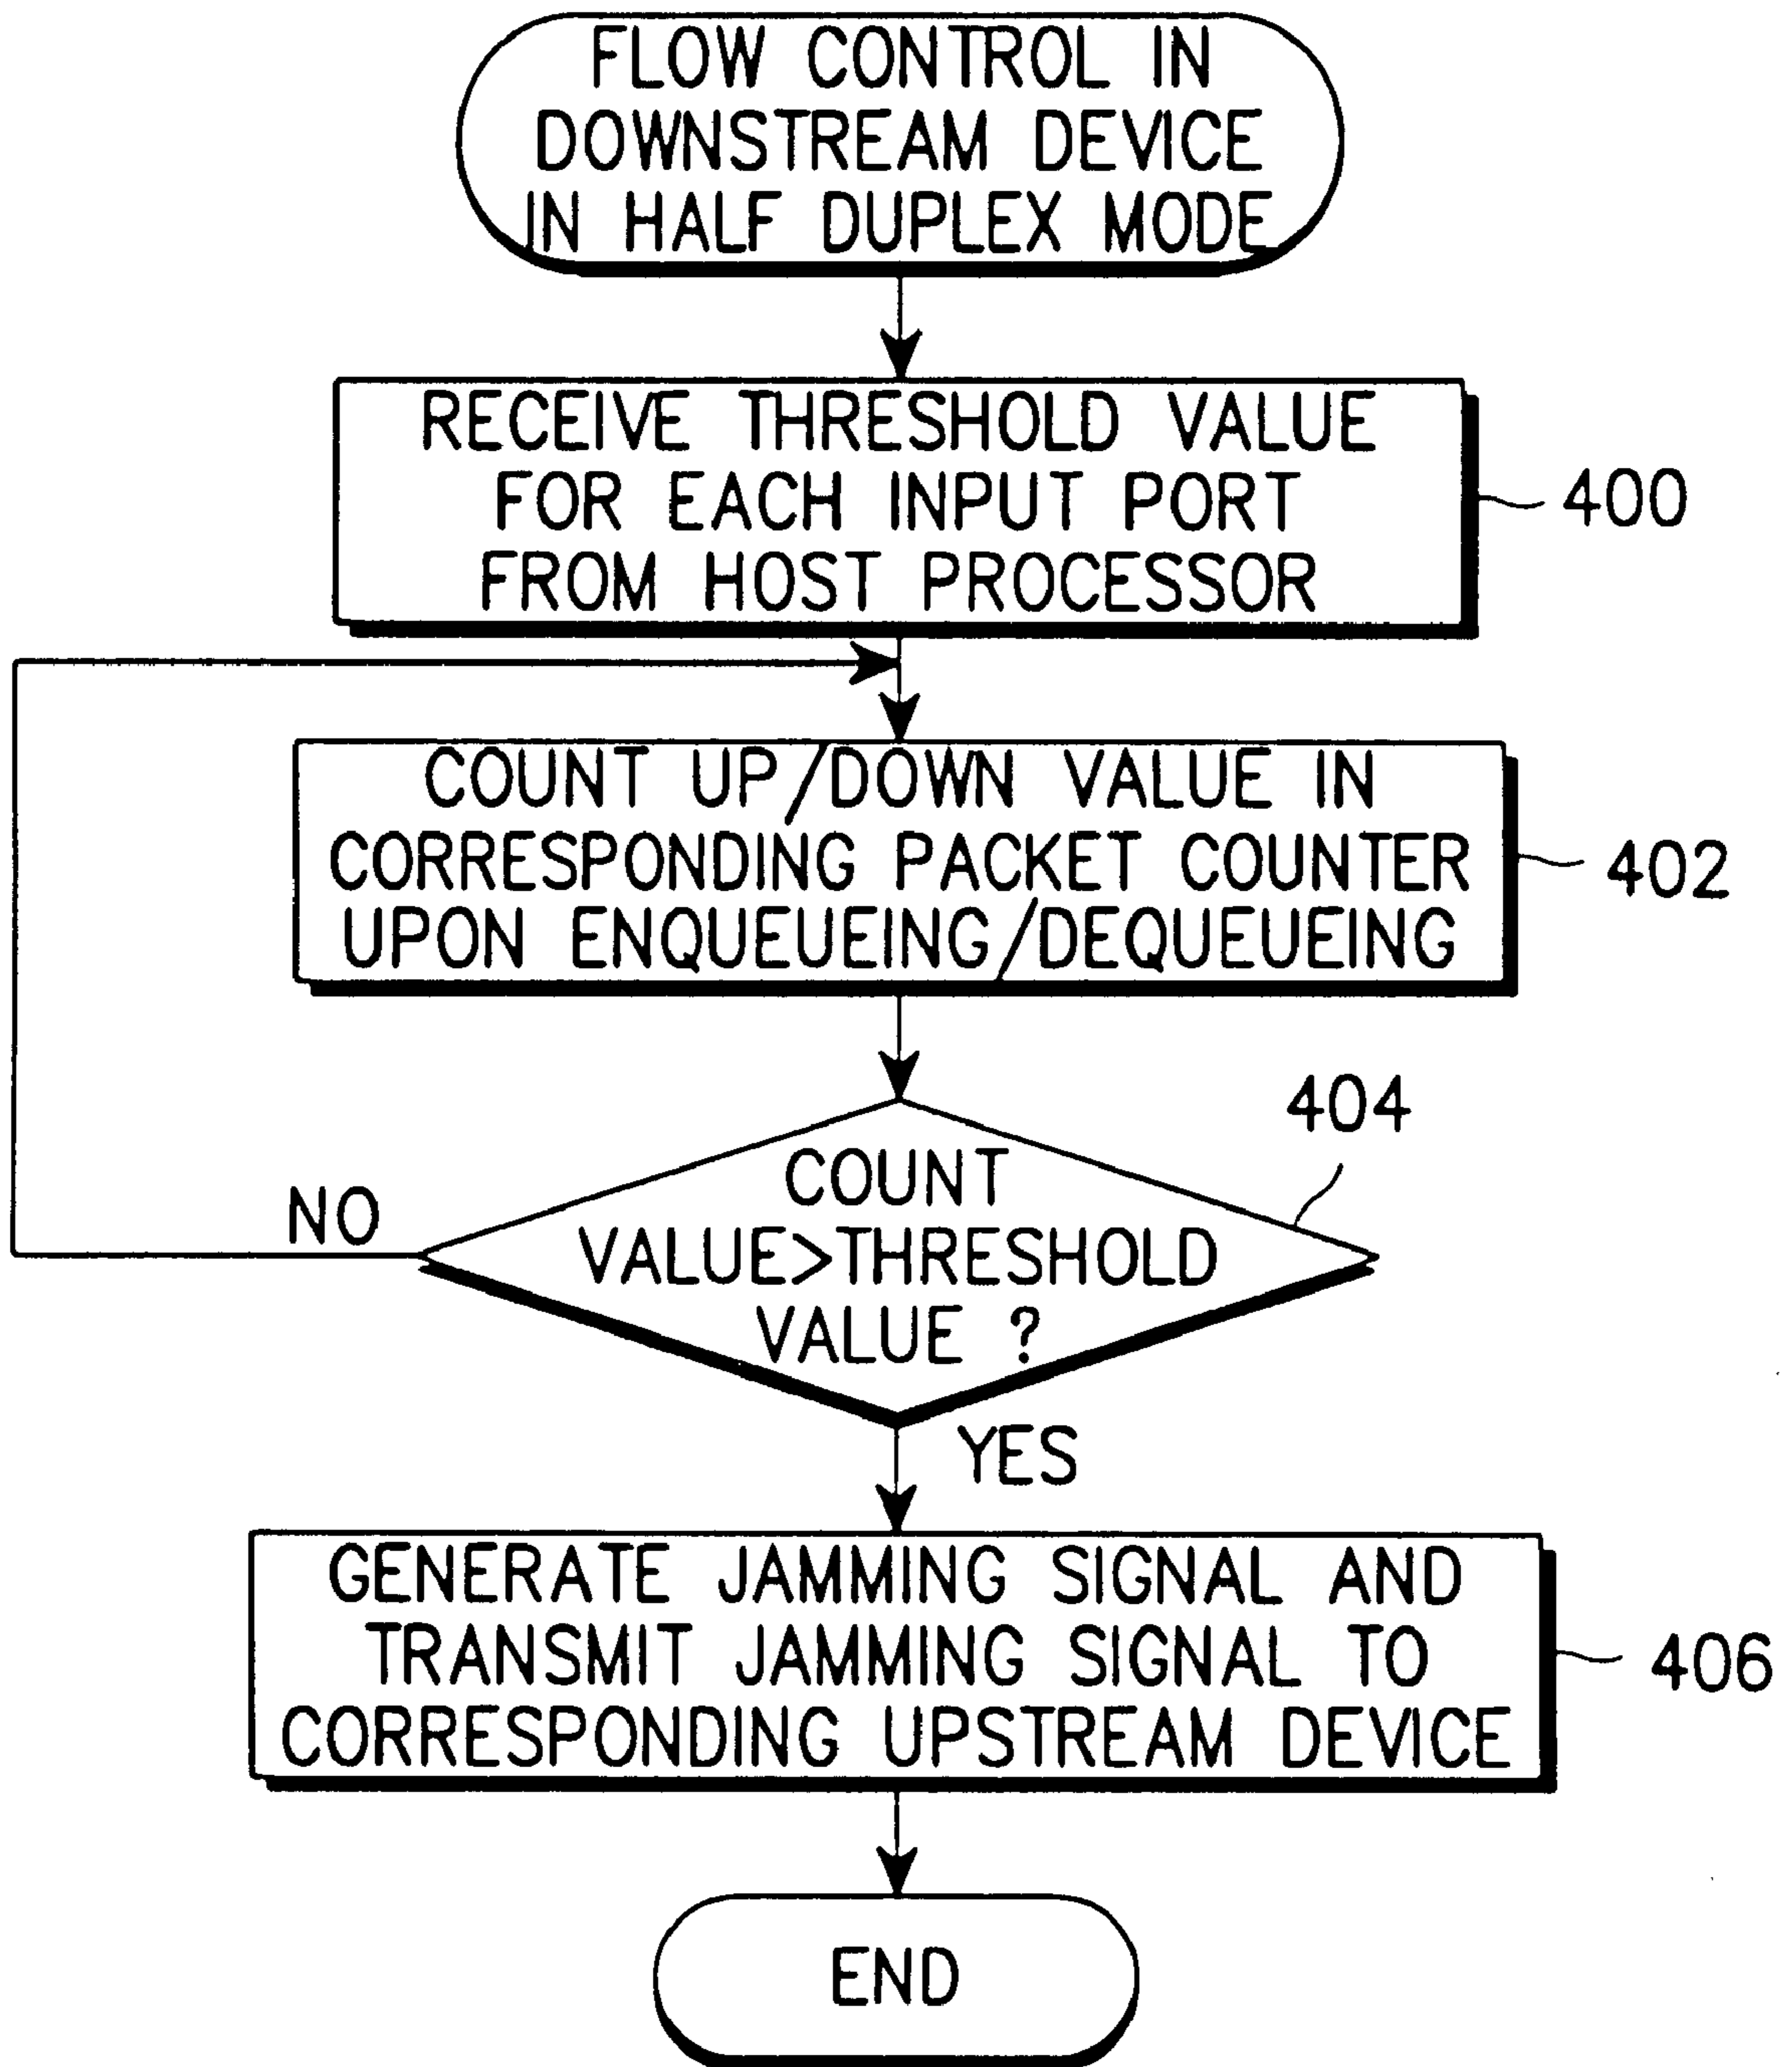 FLOW CONTROL IN
DOWNSTREAM DEVICE
IN HALF DUPLEX MODE
RECEIVE THRESHOLD VALUE
FOR EACH INPUT PORT
FROM HOST PROCESSOR
400
COUNT UP/DOWN VALUE IN
CORRESPONDING PACKET COUNTER
UPON ENQUEUEING/DEQUEUEING
402
404
COUNT
VALUE>THRESHOLD
VALUE ?
NO
YES
GENERATE JAMMING SIGNAL AND
TRANSMIT JAMMING SIGNAL TO
CORRESPONDING UPSTREAM DEVICE
406
END